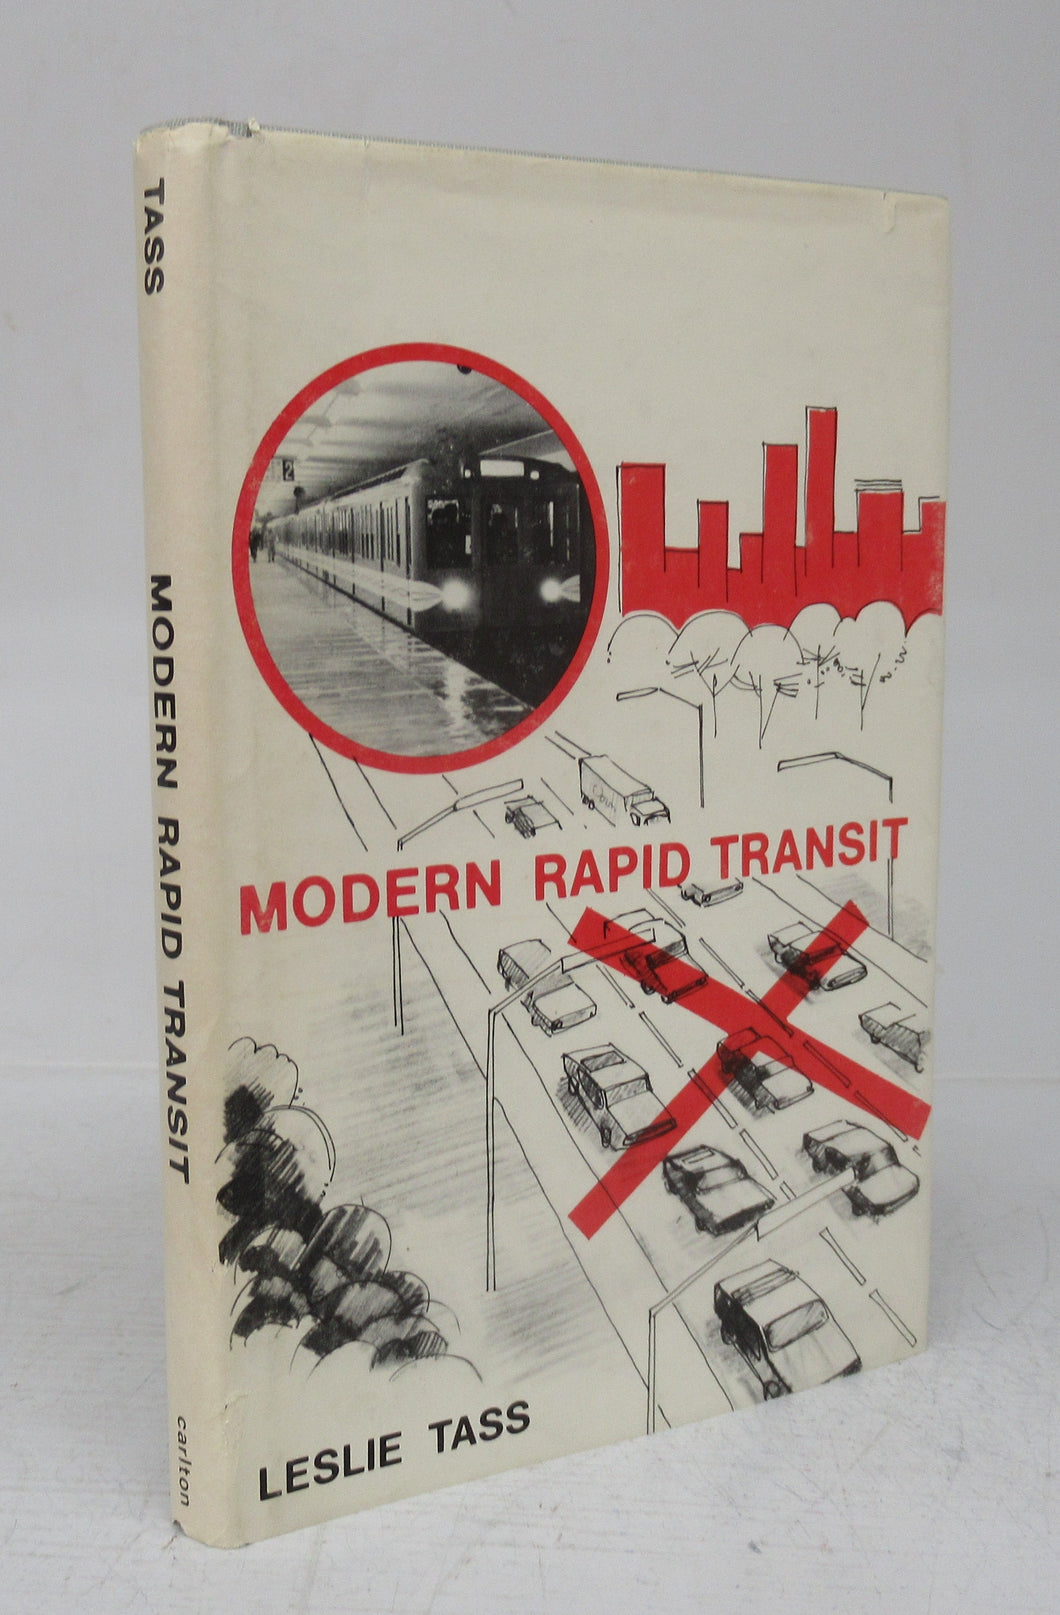 TASS
MODERN RAPID TRANSIT
carlton
2
MODERN RAPID TRANSIT
LESLIE TASS